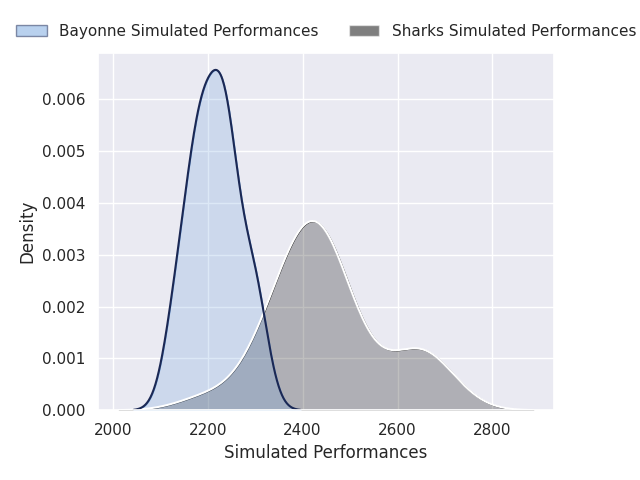 Bayonne Simulated Performances Sharks Simulated Performances
0.006
0.005
0.004
0.003
0.002
0.001
0.000
Density
2000 2200 2400 2600 2800
Simulated Performances